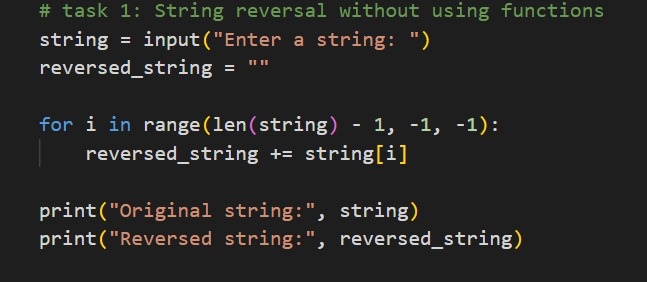 # task 1: String reversal without using functions
string = input("Enter a string: ")
reversed_string = ""

for i in range(len(string) - 1, -1, -1):
    reversed_string += string[i]

print("Original string:", string)
print("Reversed string:", reversed_string)